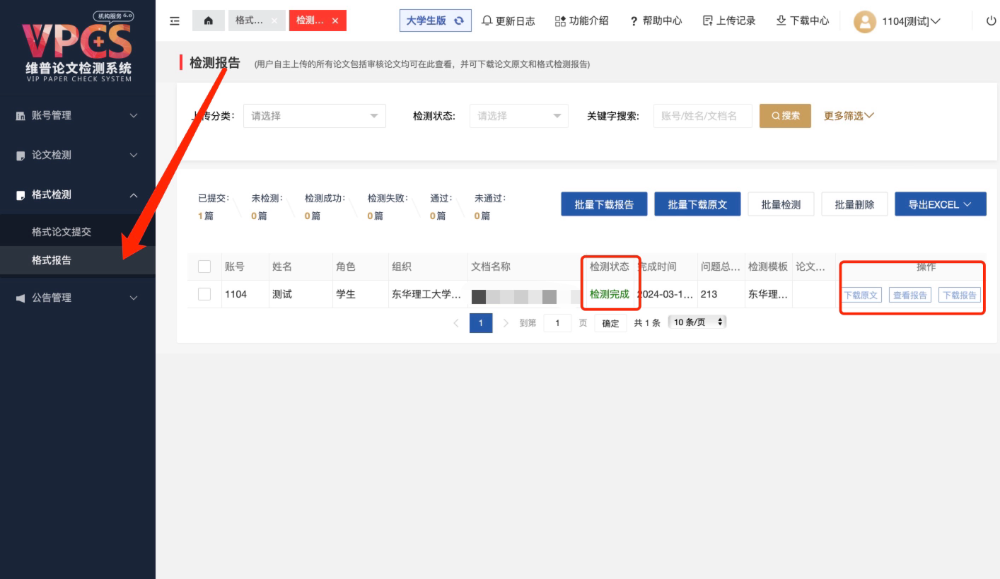 机构服务 6.0
VPCS
维普论文检测系统
VIP PAPER CHECK SYSTEM
账号管理
论文检测
格式检测
格式论文提交
格式报告
公告管理
格式... ×
检测... ×
大学生版
更新日志
功能介绍
? 帮助中心
上传记录
下载中心
1104[测试]
检测报告 (用户自主上传的所有论文包括审核论文均可在此查看，并可下载论文原文和格式检测报告)
上传分类: 请选择 检测状态: 请选择 关键字搜索: 账号/姓名/文档名 搜索 更多筛选
已提交: 未检测: 检测成功: 检测失败: 通过: 未通过:
1篇 0篇 0篇 0篇 0篇 0篇
批量下载报告 批量下载原文 批量检测 批量删除 导出EXCEL
账号 姓名 角色 组织 文档名称 检测状态 完成时间 问题总... 检测模板 论文... 操作
1104 测试 学生 东华理工大学... 检测完成 2024-03-1... 213 东华理... 下载原文 查看报告 下载报告
1 到第 1 页 确定 共 1 条 10 条/页